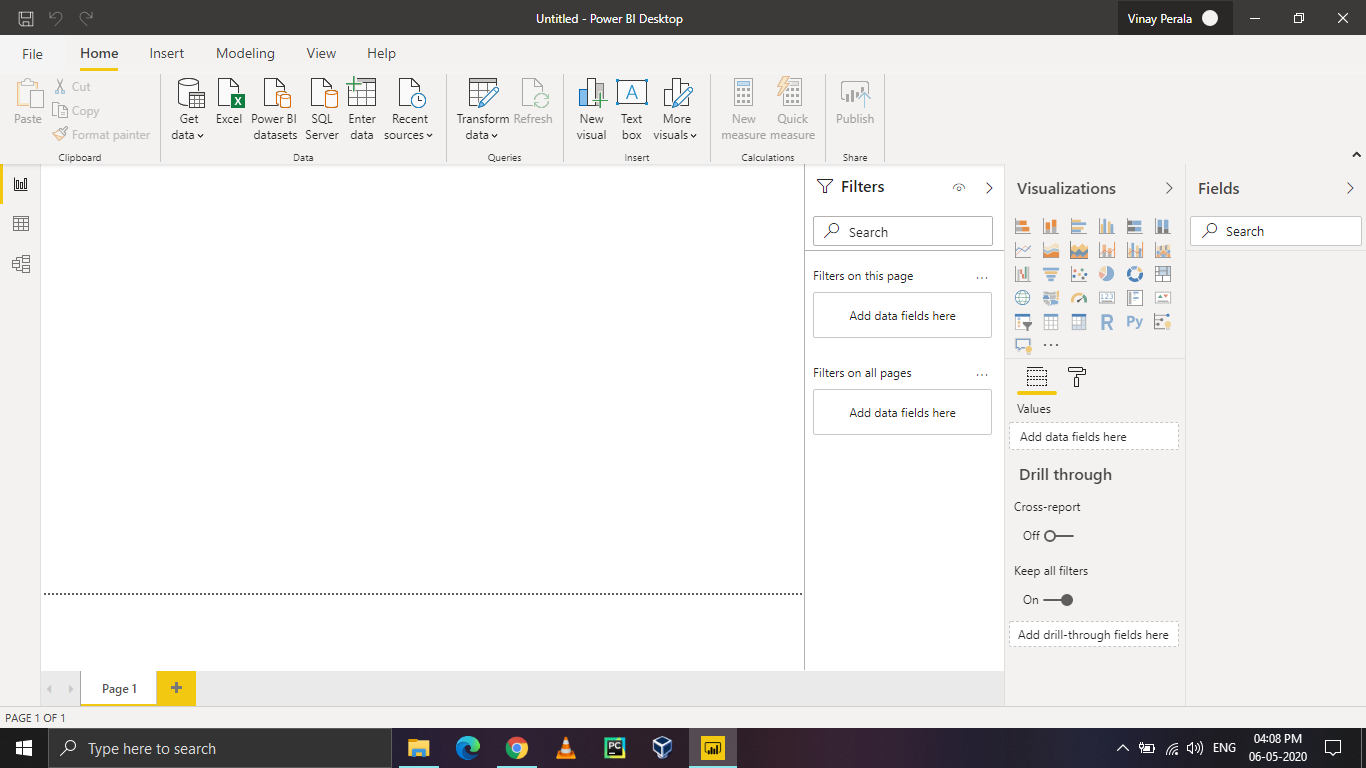 Untitled - Power BI Desktop
Vinay Perala
File Home Insert Modeling View Help
Paste
Cut
Copy
Format painter
Clipboard
Get data
Excel
Power BI datasets
SQL Server
Enter data
Recent sources
Data
Transform data
Refresh
Queries
New visual
Text box
More visuals
Insert
New measure
Quick measure
Calculations
Publish
Share
Filters
Search
Filters on this page
...
Add data fields here
Filters on all pages
...
Add data fields here
Visualizations
123
R
Py
...
Values
Add data fields here
Drill through
Cross-report
Off
Keep all filters
On
Add drill-through fields here
Fields
Search
Page 1
PAGE 1 OF 1
Type here to search
PC
ENG
04:08 PM
06-05-2020